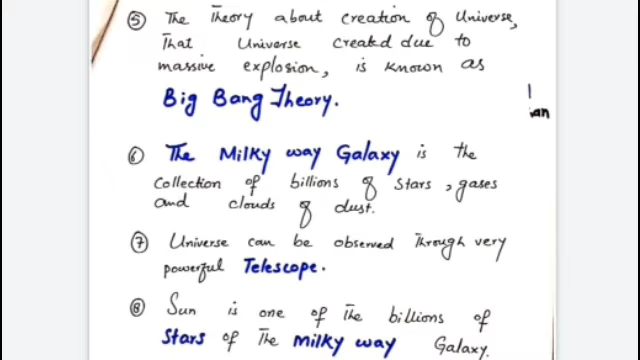 ⑤ The Theory about creation of Universe,
That Universe created due to
massive explosion, is known as
Big Bang Theory.
ian
⑥ The Milky way Galaxy is the
collection of billions of stars, gases
and clouds of dust.
⑦ Universe can be observed Through very
powerful Telescope.
⑧ Sun is one of The billions of
Stars of The Milky way Galaxy